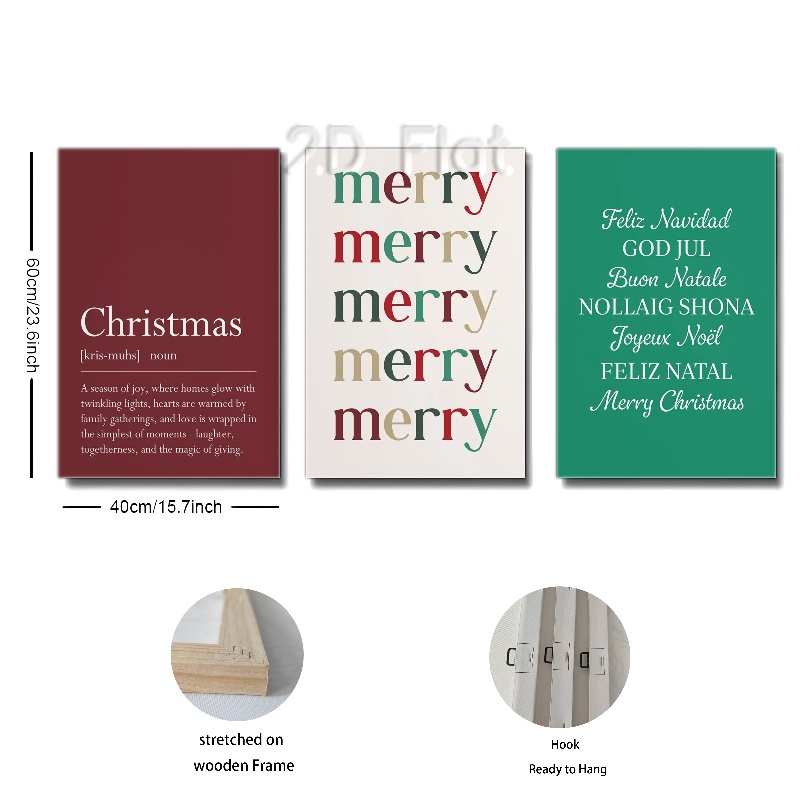 2D Flat
60cm/23.6inch
Christmas
[kris-muhs] noun
A season of joy, where homes glow with
twinkling lights, hearts are warmed by
family gatherings, and love is wrapped in
the simplest of moments - laughter,
togetherness, and the magic of giving.
merry
merry
merry
merry
merry
Feliz Navidad
GOD JUL
Buon Natale
NOLLAIG SHONA
Joyeux Noël
FELIZ NATAL
Merry Christmas
40cm/15.7inch
stretched on
wooden Frame
Hook
Ready to Hang